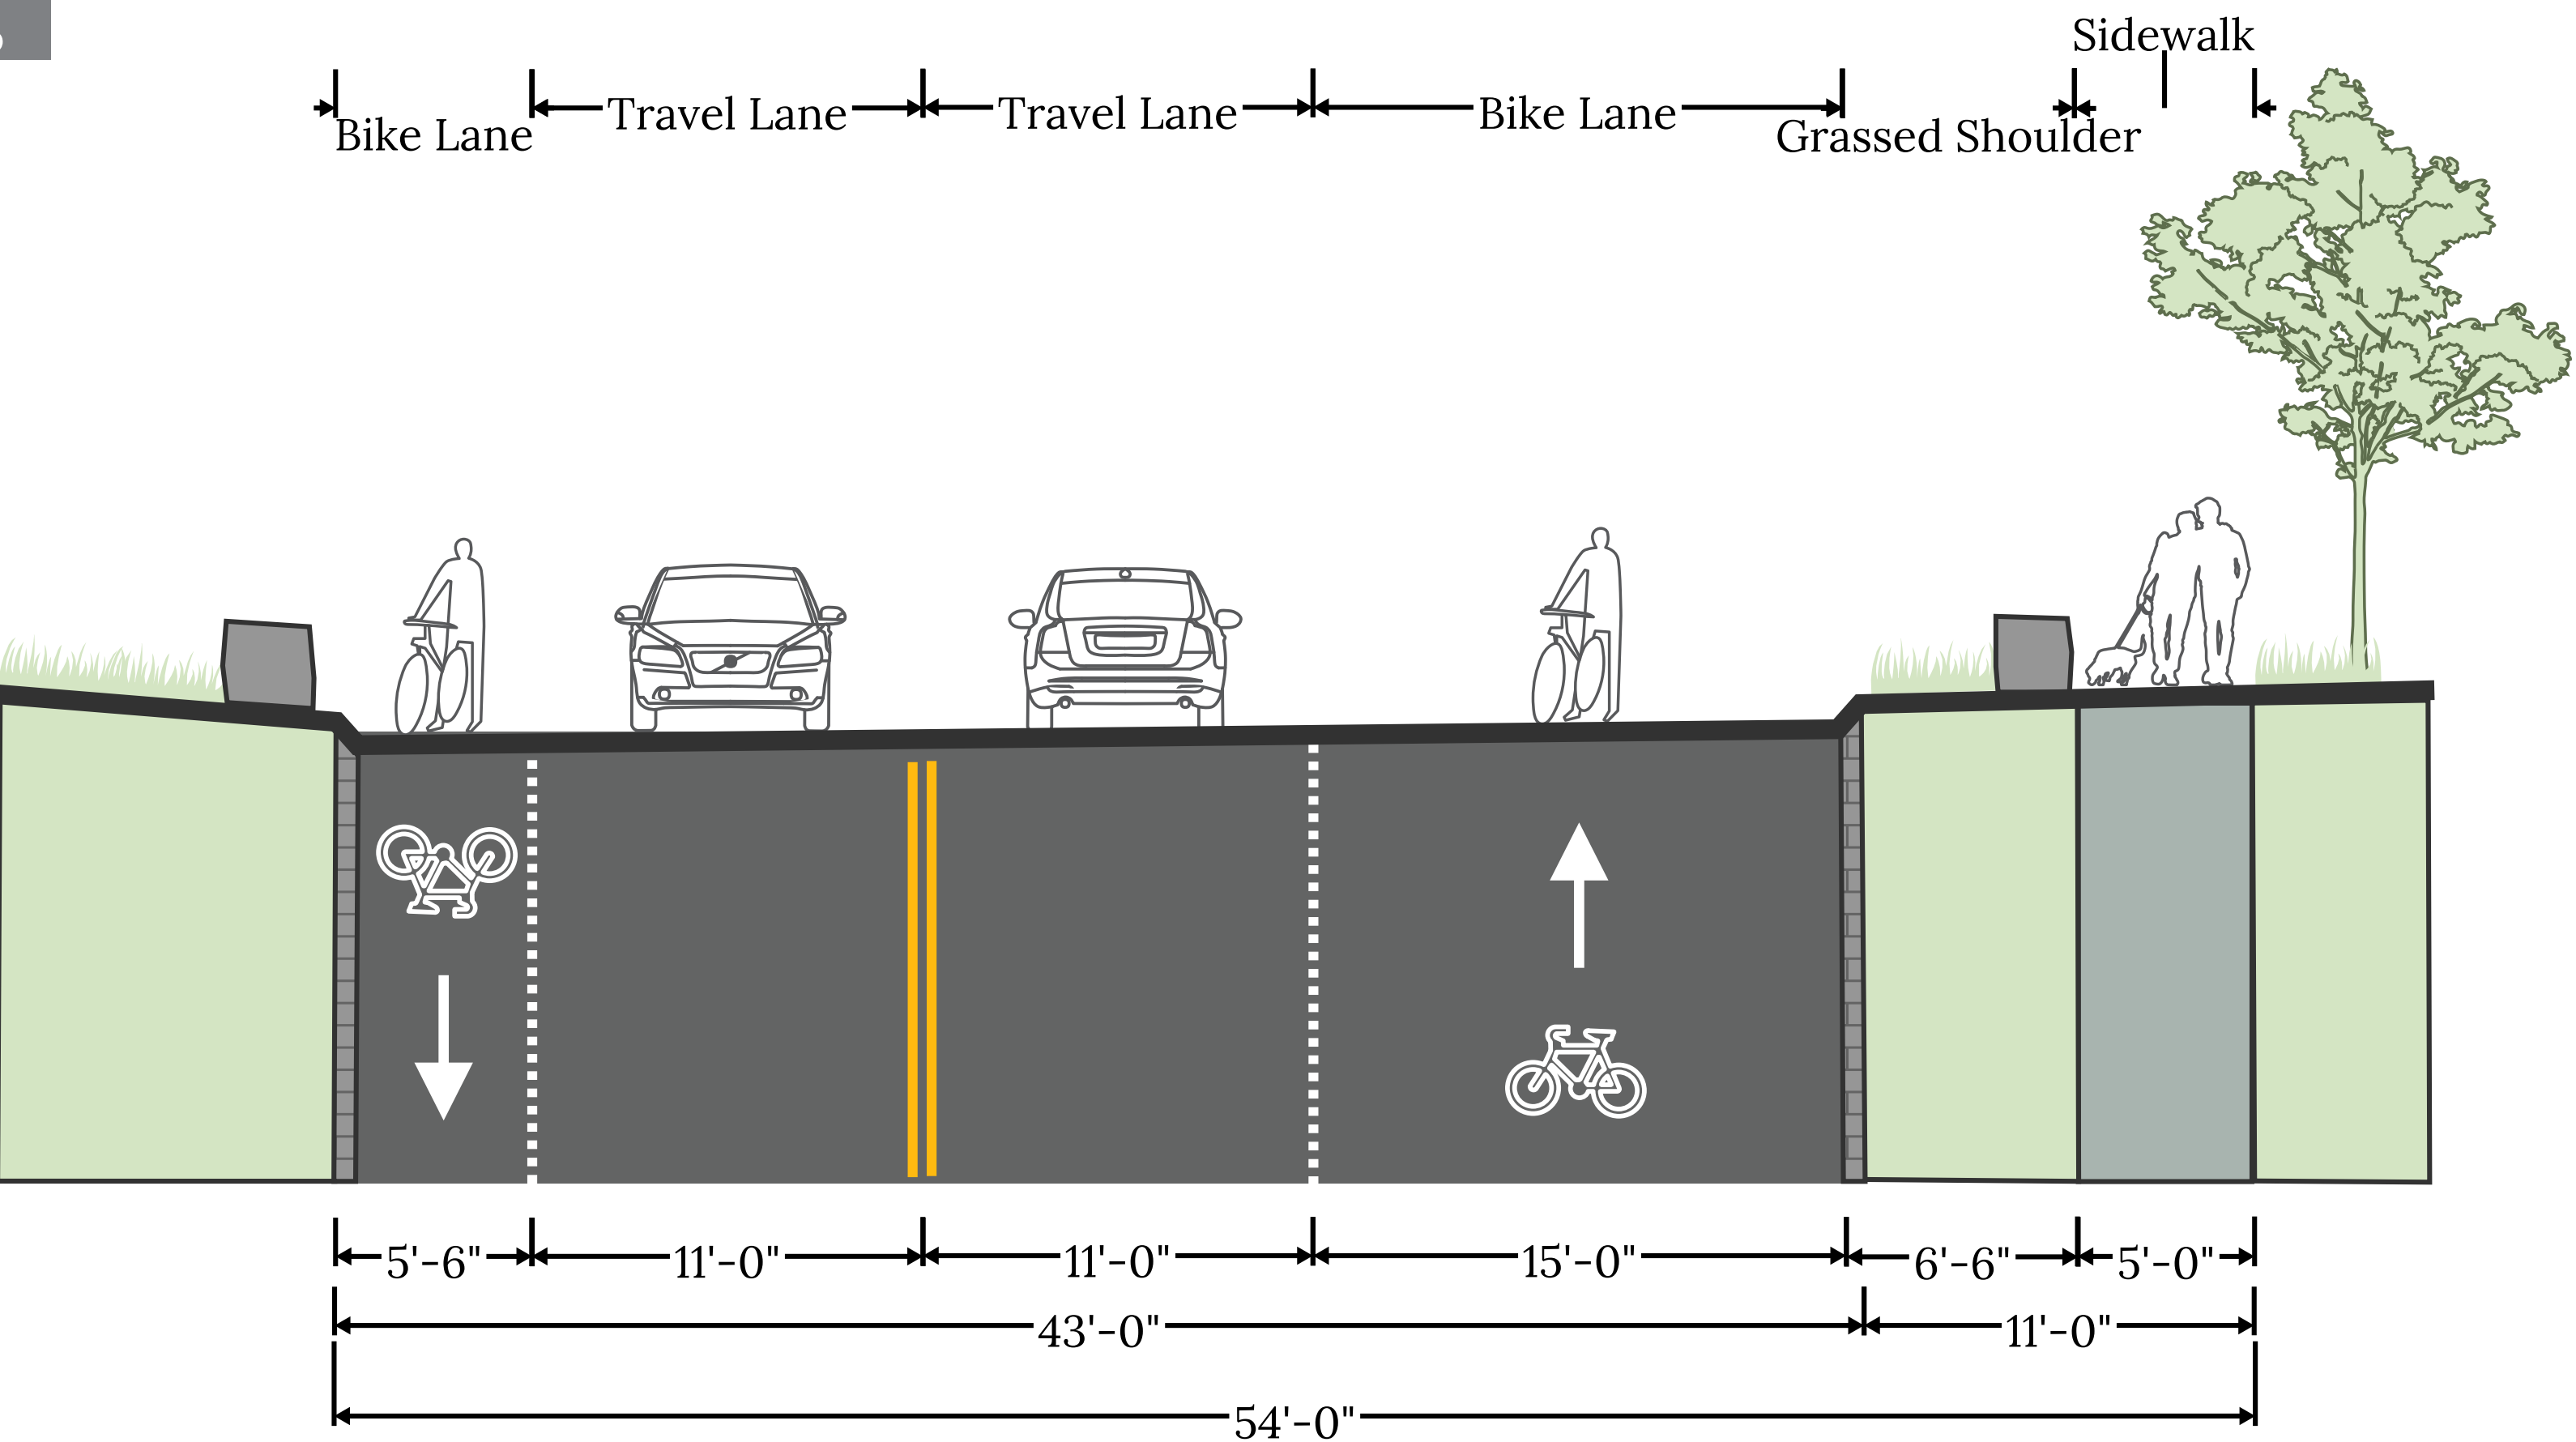 Sidewalk
Bike Lane
Travel Lane
Travel Lane
Bike Lane
Grassed Shoulder
5'-6"
11'-0"
11'-0"
15'-0"
6'-6"
5'-0"
43'-0"
11'-0"
54'-0"